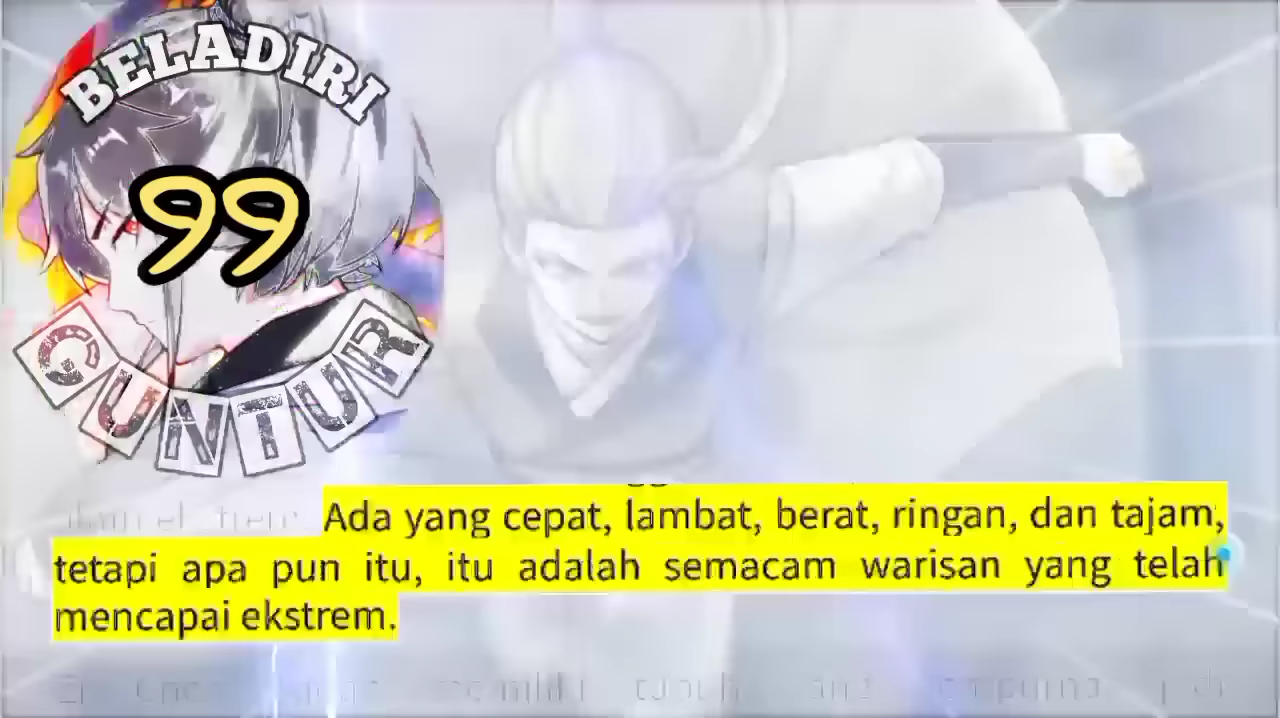 BELADIRI
99
GUNTUR
Ada yang cepat, lambat, berat, ringan, dan tajam,
tetapi apa pun itu, itu adalah semacam warisan yang telah
mencapai ekstrem.